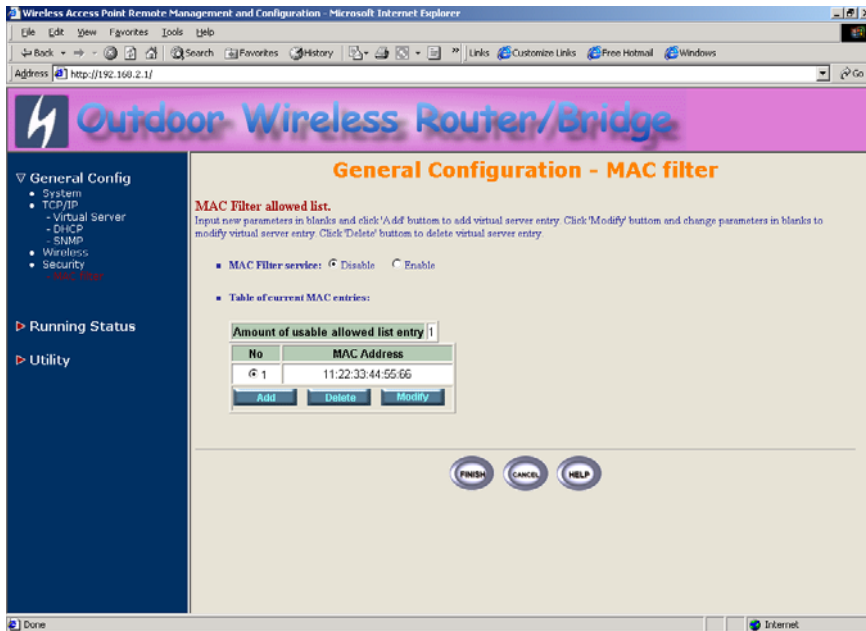 Wireless Access Point Remote Management and Configuration - Microsoft Internet Explorer
File Edit View Favorites Tools Help
Back Search Favorites History » Links Customize Links Free Hotmail Windows
Address http://192.168.2.1/ Go
Outdoor Wireless Router/Bridge
General Config
System
TCP/IP
- Virtual Server
- DHCP
- SNMP
Wireless
Security
- MAC filter
Running Status
Utility
General Configuration - MAC filter
MAC Filter allowed list.
Input new parameters in blanks and click 'Add' buttom to add virtual server entry. Click 'Modify' buttom and change parameters in blanks to
modify virtual server entry. Click 'Delete' buttom to delete virtual server entry.
MAC Filter service: Disable Enable
Table of current MAC entries:
Amount of usable allowed list entry 1
No MAC Address
1 11:22:33:44:55:66
Add Delete Modify
FINISH CANCEL HELP
Done Internet